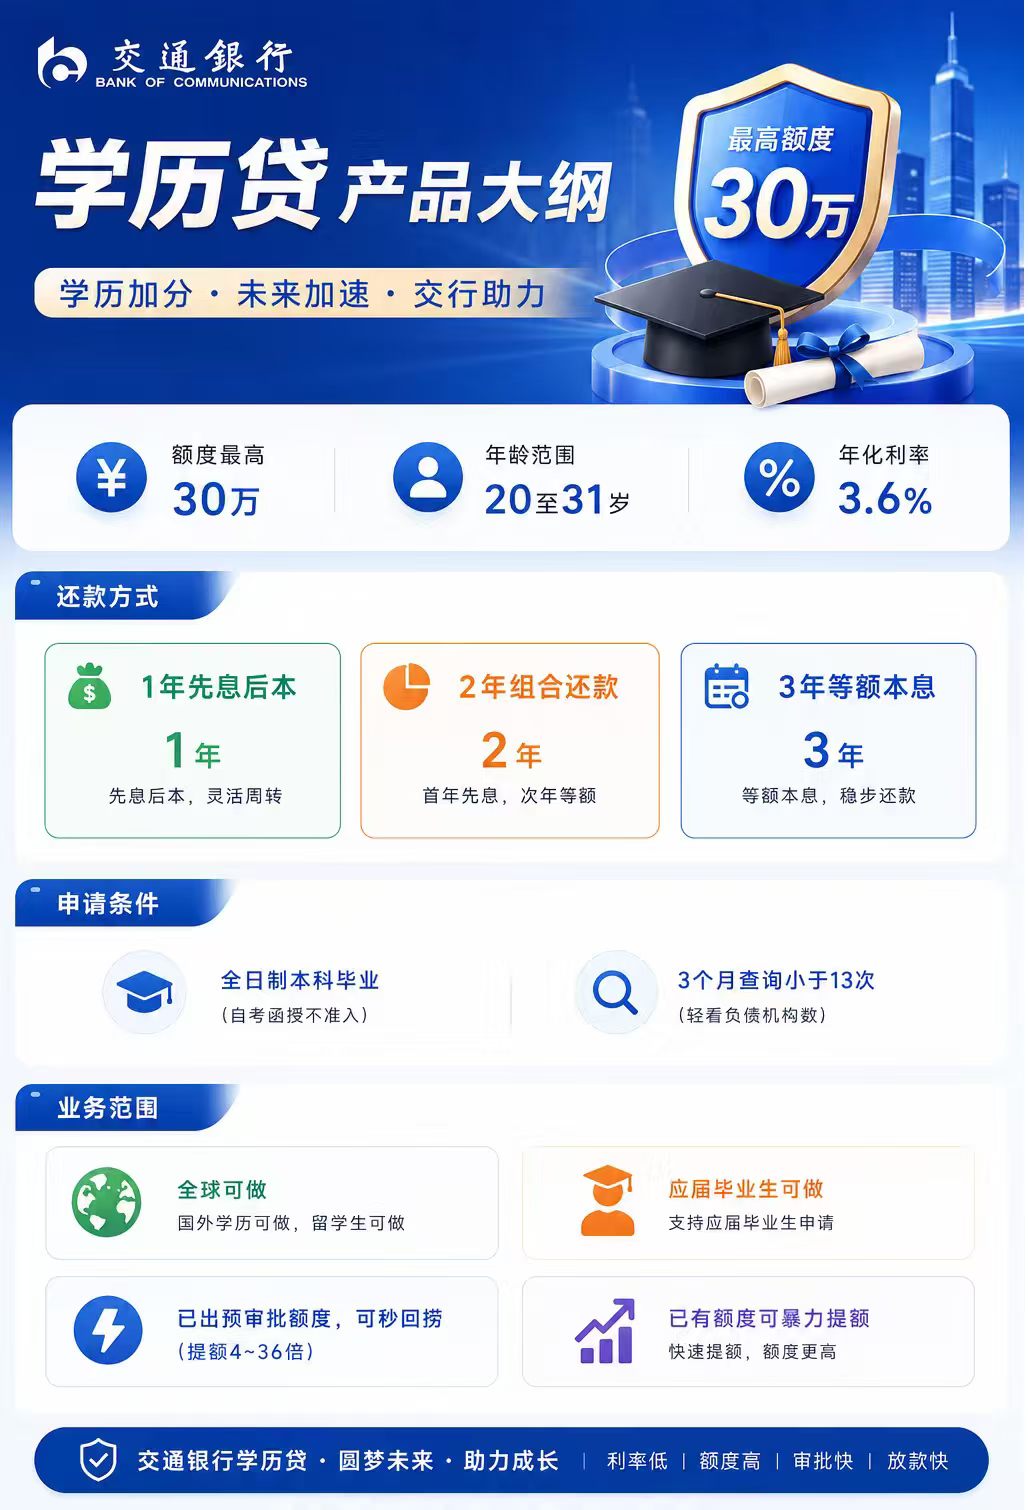 交通銀行
BANK OF COMMUNICATIONS
学历贷产品大纲
学历加分·未来加速·交行助力
最高额度
30万
额度最高
30万
年龄范围
20至31岁
年化利率
3.6%
还款方式
$
1年先息后本
1年
先息后本，灵活周转
2年组合还款
2年
首年先息，次年等额
3年等额本息
3年
等额本息，稳步还款
申请条件
全日制本科毕业
（自考函授不准入）
3个月查询小于13次
（轻看负债机构数）
业务范围
全球可做
国外学历可做，留学生可做
应届毕业生可做
支持应届毕业生申请
已出预审批额度，可秒回捞
（提额4~36倍）
已有额度可暴力提额
快速提额，额度更高
交通银行学历贷·圆梦未来·助力成长 | 利率低 | 额度高 | 审批快 | 放款快